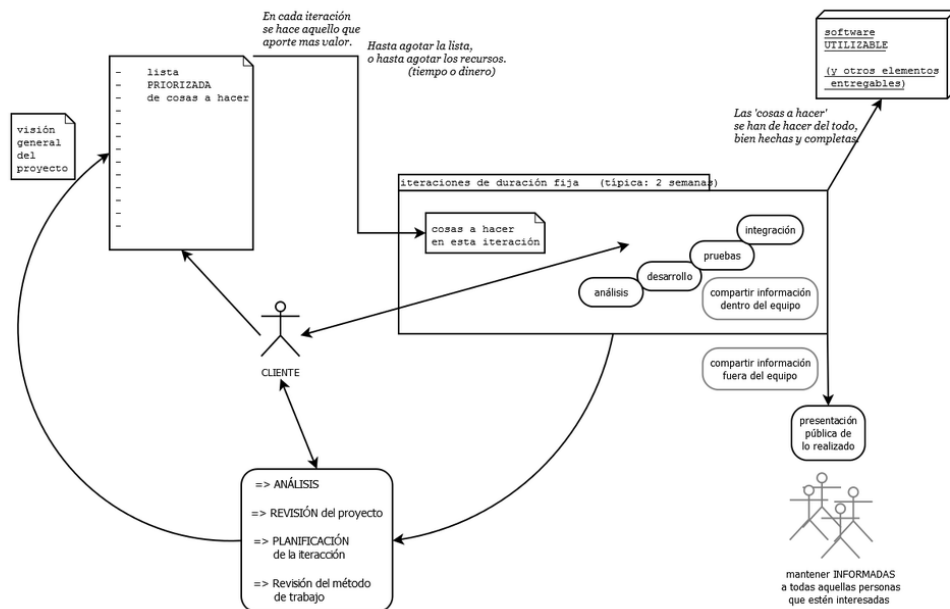 En cada iteración
se hace aquello que
aporte mas valor.
Hasta agotar la lista,
o hasta agotar los recursos.
(tiempo o dinero)
software
UTILIZABLE
(y otros elementos
entregables)
lista
PRIORIZADA
de cosas a hacer
visión
general
del
proyecto
Las 'cosas a hacer'
se han de hacer del todo,
bien hechas y completas.
iteraciones de duración fija (típica: 2 semanas)
cosas a hacer
en esta iteración
integración
pruebas
desarrollo
análisis
compartir información
dentro del equipo
CLIENTE
compartir información
fuera del equipo
presentación
pública de
lo realizado
=> ANÁLISIS
=> REVISIÓN del proyecto
=> PLANIFICACIÓN
de la iteracción
=> Revisión del método
de trabajo
mantener INFORMADAS
a todas aquellas personas
que estén interesadas